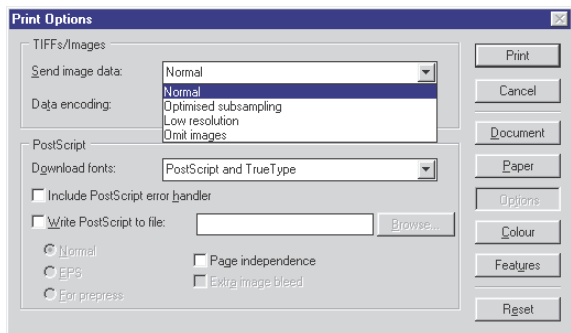 Print Options
TIFFs/Images
Send image data:
Normal
Normal
Optimised subsampling
Low resolution
Omit images
Data encoding:
PostScript
Download fonts:
PostScript and TrueType
Include PostScript error handler
Write PostScript to file:
Browse...
Normal
EPS
For prepress
Page independence
Extra image bleed
Print
Cancel
Document
Paper
Options
Colour
Features
Reset